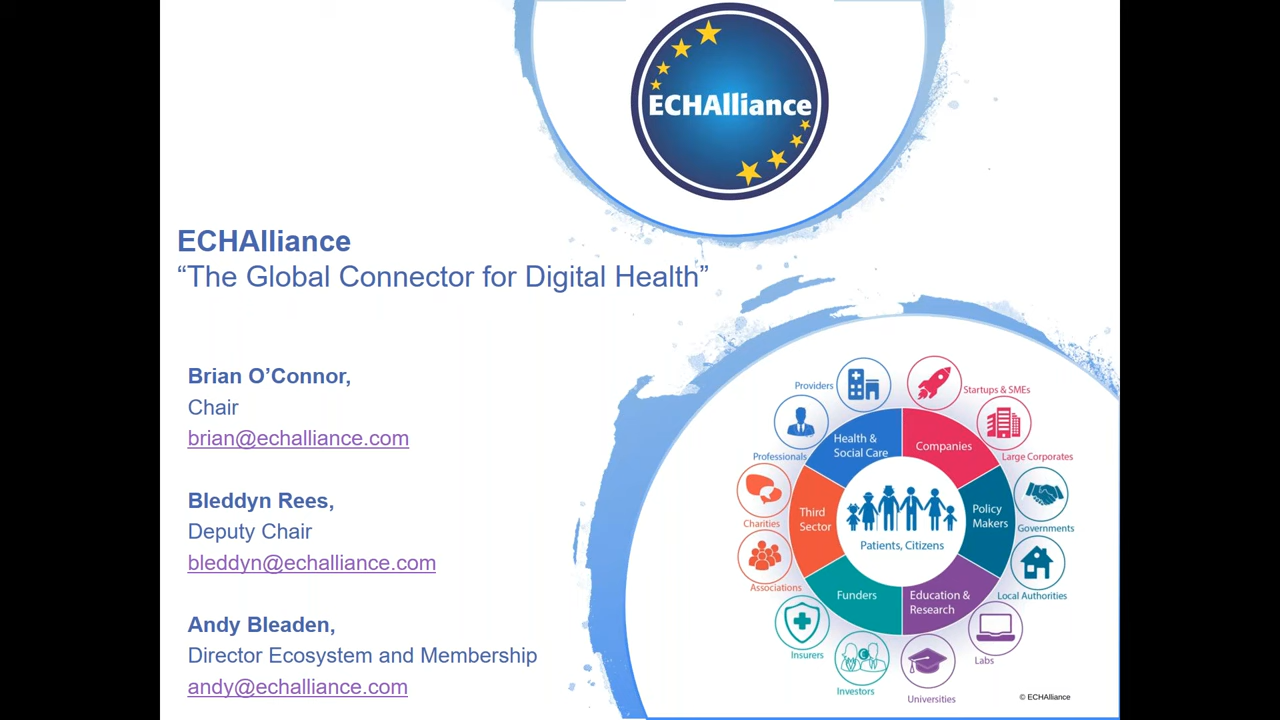 ECHAlliance
ECHAlliance
“The Global Connector for Digital Health”
Brian O’Connor,
Chair
brian@echalliance.com
Bleddyn Rees,
Deputy Chair
bleddyn@echalliance.com
Andy Bleaden,
Director Ecosystem and Membership
andy@echalliance.com
Providers
Startups & SMEs
Professionals
Health &
Social Care
Companies
Large Corporates
Charities
Third
Sector
Policy
Makers
Governments
Patients, Citizens
Associations
Funders
Education &
Research
Local Authorities
Insurers
Labs
Investors
Universities
© ECHAlliance